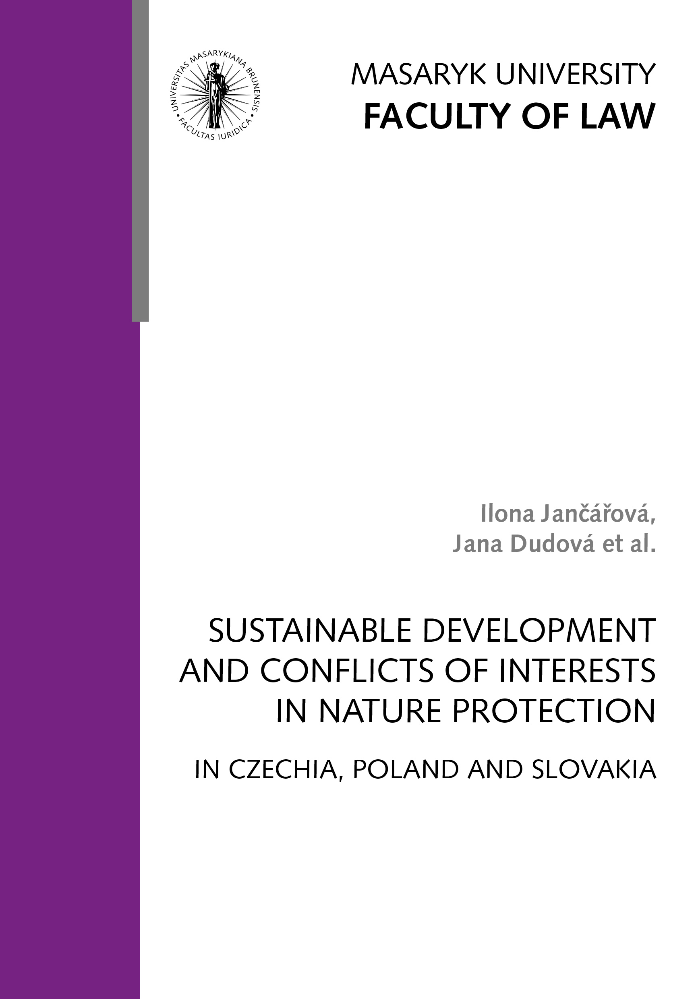 UNIVERSITAS MASARYKIANA BRUNENSIS
• FACULTAS IURIDICA •
MASARYK UNIVERSITY
FACULTY OF LAW
Ilona Jančářová,
Jana Dudová et al.
SUSTAINABLE DEVELOPMENT
AND CONFLICTS OF INTERESTS
IN NATURE PROTECTION
IN CZECHIA, POLAND AND SLOVAKIA